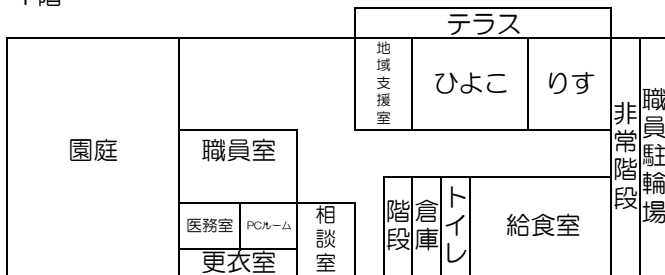 テラス
地域支援室
ひよこ
りす
園庭
職員室
非常階段
職員駐輪場
医務室
PCルーム
相談室
階段
倉庫
トイレ
給食室
更衣室